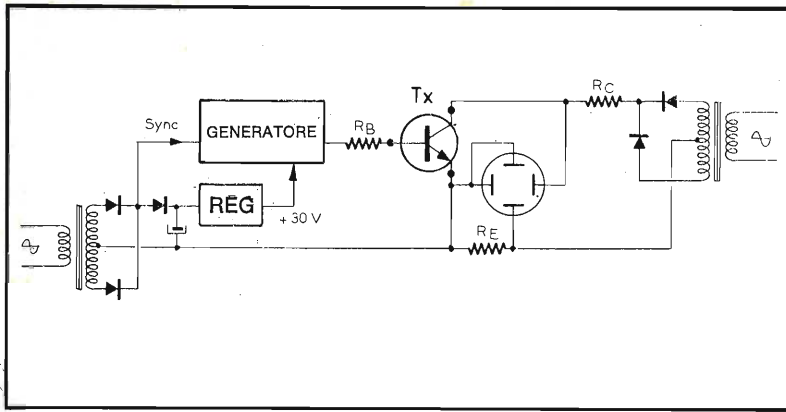 Sync
GENERATORE
REG
+ 30 V
RB
Tx
RE
RC